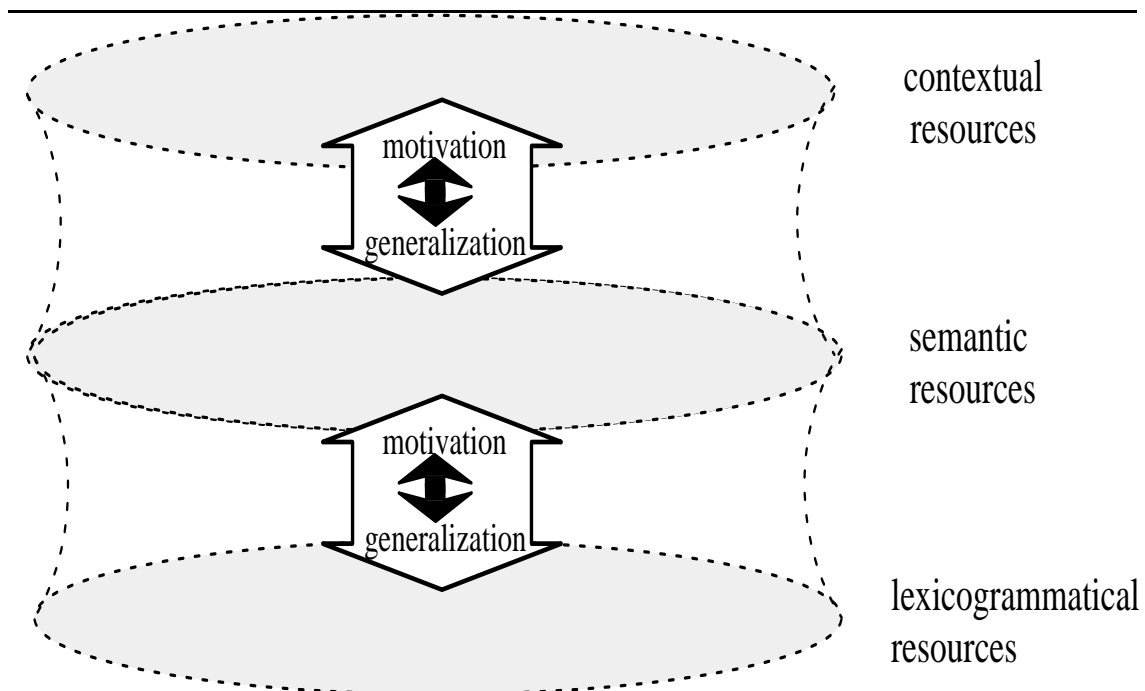 contextual
resources
motivation
generalization
semantic
resources
motivation
generalization
lexicogrammatical
resources